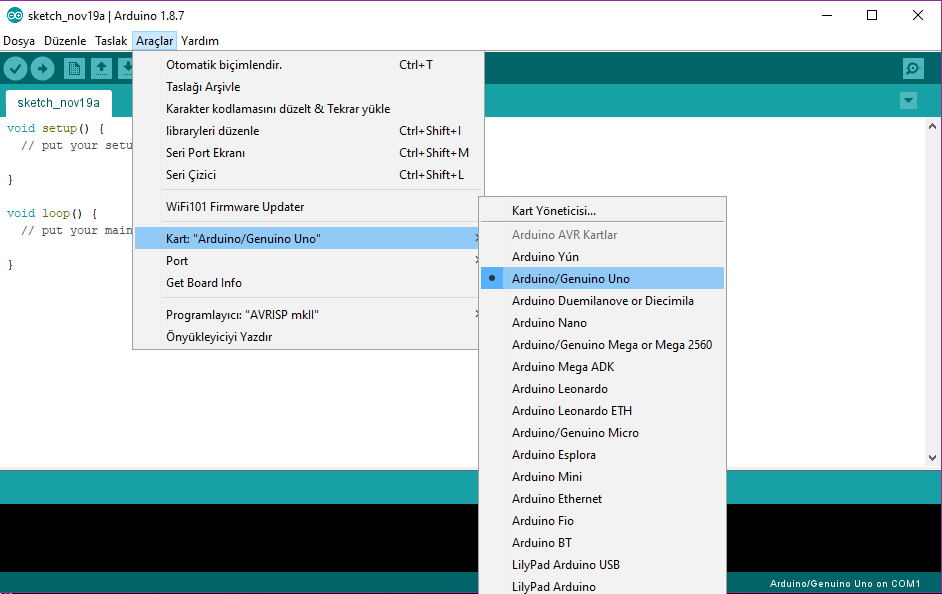 sketch_nov19a | Arduino 1.8.7
Dosya Düzenle Taslak Araçlar Yardım
sketch_nov19a
void setup() {
// put your setu
}
void loop() {
// put your main
}
Otomatik biçimlendir. Ctrl+T
Taslağı Arşivle
Karakter kodlamasını düzelt & Tekrar yükle
libraryleri düzenle Ctrl+Shift+I
Seri Port Ekranı Ctrl+Shift+M
Seri Çizici Ctrl+Shift+L
WiFi101 Firmware Updater
Kart: "Arduino/Genuino Uno"
Port
Get Board Info
Programlayıcı: "AVRISP mkII"
Önyükleyiciyi Yazdır
Kart Yöneticisi...
Arduino AVR Kartlar
Arduino Yún
Arduino/Genuino Uno
Arduino Duemilanove or Diecimila
Arduino Nano
Arduino/Genuino Mega or Mega 2560
Arduino Mega ADK
Arduino Leonardo
Arduino Leonardo ETH
Arduino/Genuino Micro
Arduino Esplora
Arduino Mini
Arduino Ethernet
Arduino Fio
Arduino BT
LilyPad Arduino USB
LilyPad Arduino
Arduino/Genuino Uno on COM1